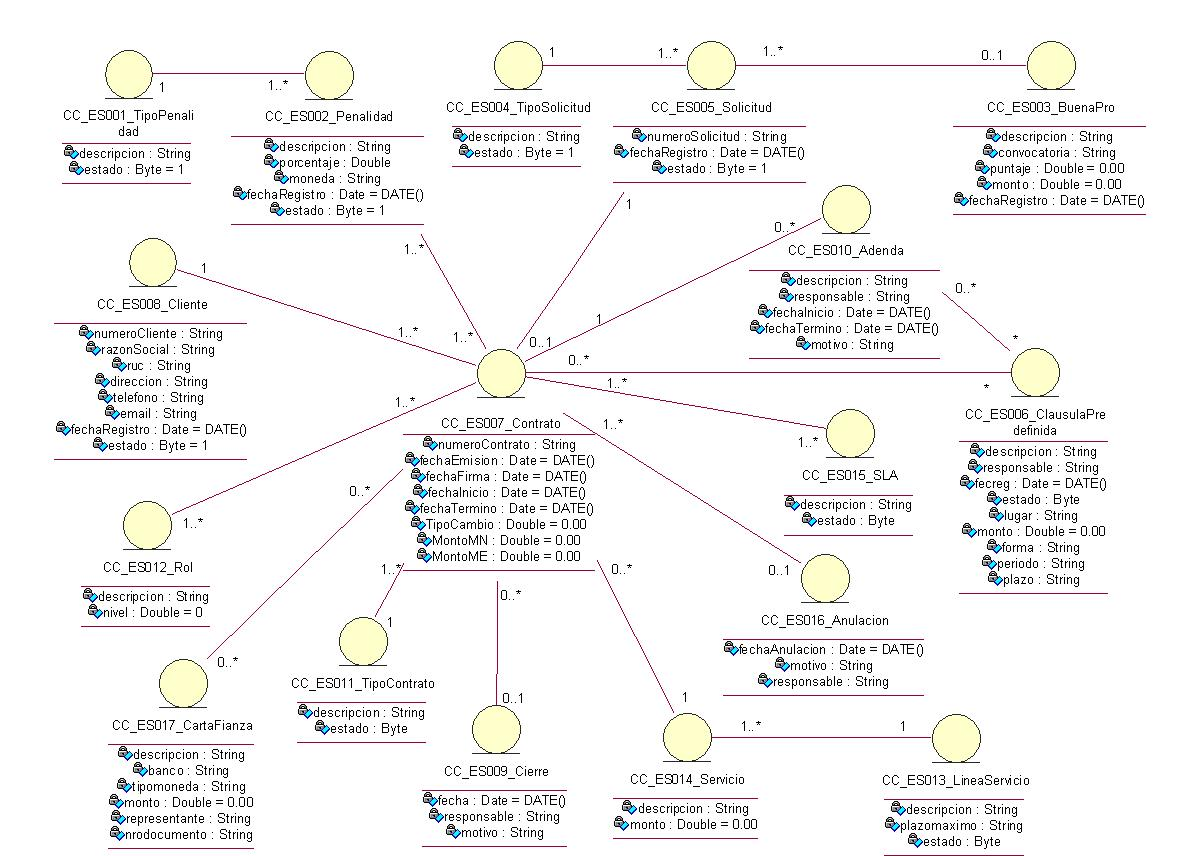 1
1..*
CC_ES001_TipoPenali
dad
descripcion : String
estado : Byte = 1
CC_ES002_Penalidad
descripcion : String
porcentaje : Double
moneda : String
fechaRegistro : Date = DATE()
estado : Byte = 1
1
1..*
CC_ES004_TipoSolicitud
descripcion : String
estado : Byte = 1
CC_ES005_Solicitud
numeroSolicitud : String
fechaRegistro : Date = DATE()
estado : Byte = 1
1..*
0..1
CC_ES003_BuenaPro
descripcion : String
convocatoria : String
puntaje : Double = 0.00
monto : Double = 0.00
fechaRegistro : Date = DATE()
1..*
1..*
1
0..1
0..*
1
CC_ES010_Adenda
descripcion : String
responsable : String
fechaInicio : Date = DATE()
fechaTermino : Date = DATE()
motivo : String
0..*
*
1
1..*
CC_ES008_Cliente
numeroCliente : String
razonSocial : String
ruc : String
direccion : String
telefono : String
email : String
fechaRegistro : Date = DATE()
estado : Byte = 1
0..*
*
CC_ES007_Contrato
numeroContrato : String
fechaEmision : Date = DATE()
fechaFirma : Date = DATE()
fechaInicio : Date = DATE()
fechaTermino : Date = DATE()
TipoCambio : Double = 0.00
MontoMN : Double = 0.00
MontoME : Double = 0.00
CC_ES006_ClausulaPre
definida
descripcion : String
responsable : String
fecreg : Date = DATE()
estado : Byte
lugar : String
monto : Double = 0.00
forma : String
periodo : String
plazo : String
1..*
1..*
CC_ES015_SLA
descripcion : String
estado : Byte
1..*
1..*
CC_ES012_Rol
descripcion : String
nivel : Double = 0
1..*
0..1
CC_ES016_Anulacion
fechaAnulacion : Date = DATE()
motivo : String
responsable : String
0..*
0..*
CC_ES017_CartaFianza
descripcion : String
banco : String
tipomoneda : String
monto : Double = 0.00
representante : String
nrodocumento : String
1..*
1
CC_ES011_TipoContrato
descripcion : String
estado : Byte
0..*
0..1
CC_ES009_Cierre
fecha : Date = DATE()
responsable : String
motivo : String
0..*
1
CC_ES014_Servicio
descripcion : String
monto : Double = 0.00
1..*
1
CC_ES013_LineaServicio
descripcion : String
plazomaximo : String
estado : Byte